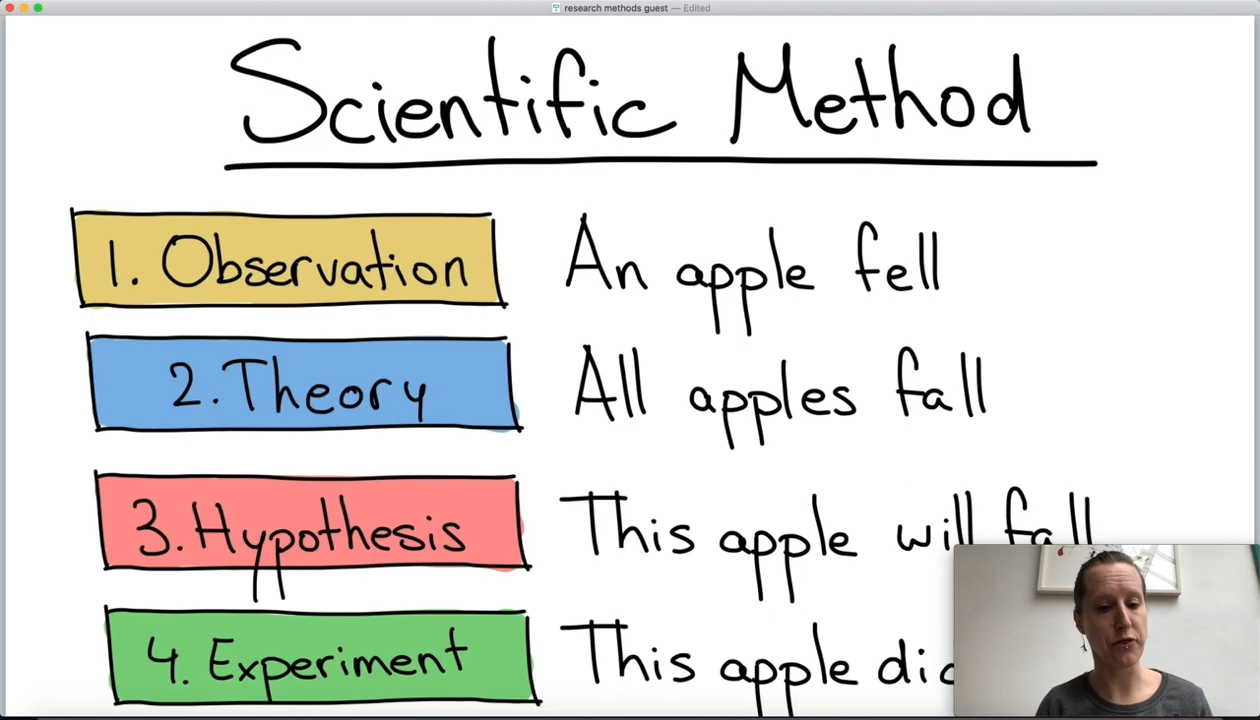 research methods guest — Edited
Scientific Method
1. Observation An apple fell
2. Theory All apples fall
3. Hypothesis This apple will fall
4. Experiment This apple